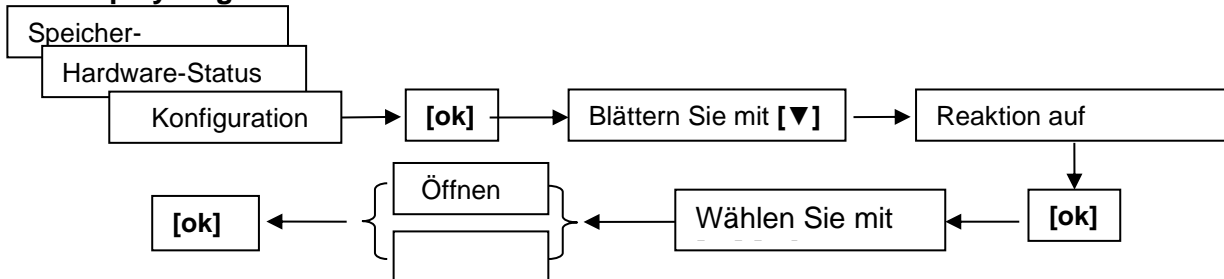 Speicher-
Hardware-Status
Konfiguration
[ok]
Blättern Sie mit [▼]
Reaktion auf
[ok]
Wählen Sie mit
Öffnen
[ok]